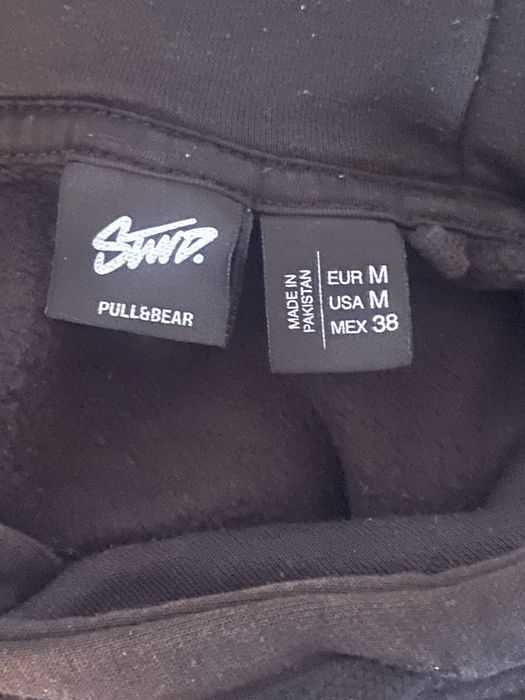 STWD.
PULL&BEAR
MADE IN
PAKISTAN
EUR M
USA M
MEX 38